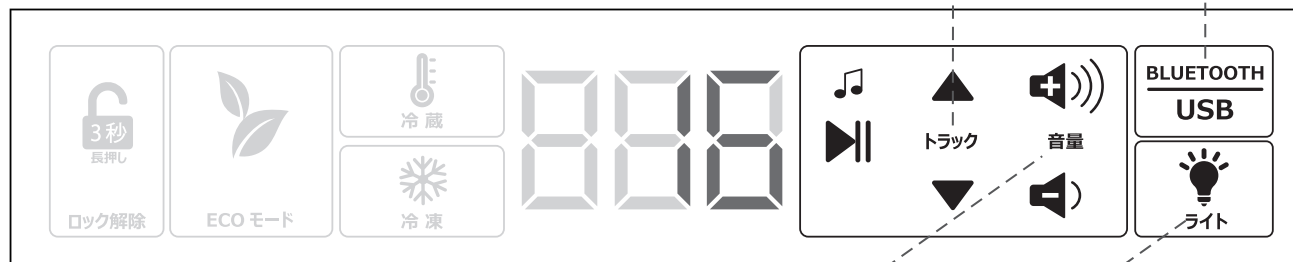 3秒
長押し
ロック解除
ECO モード
冷 蔵
冷 凍
16
トラック
音量
BLUETOOTH
USB
ライト